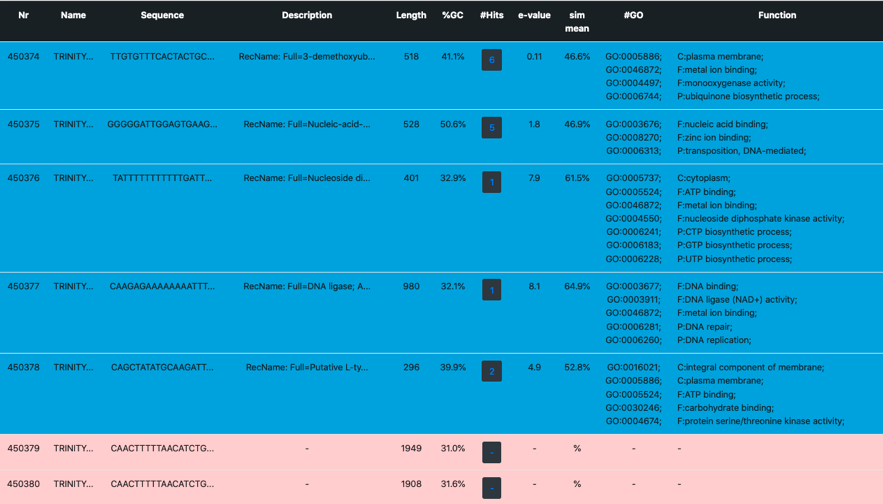 Nr Name Sequence Description Length %GC #Hits e-value sim mean #GO Function
450374 TRINITY... TTGTGTTTCACTACTGC... RecName: Full=3-demethoxyub... 518 41.1% 6 0.11 46.6% GO:0005886; C:plasma membrane;
GO:0046872; F:metal ion binding;
GO:0004497; F:monooxygenase activity;
GO:0006744; P:ubiquinone biosynthetic process;
450375 TRINITY... GGGGGATTGGAGTGAAG... RecName: Full=Nucleic-acid-... 528 50.6% 5 1.8 46.9% GO:0003676; F:nucleic acid binding;
GO:0008270; F:zinc ion binding;
GO:0006313; P:transposition, DNA-mediated;
450376 TRINITY... TATTTTTTTTTTTGATT... RecName: Full=Nucleoside di... 401 32.9% 1 7.9 61.5% GO:0005737; C:cytoplasm;
GO:0005524; F:ATP binding;
GO:0046872; F:metal ion binding;
GO:0004550; F:nucleoside diphosphate kinase activity;
GO:0006241; P:CTP biosynthetic process;
GO:0006183; P:GTP biosynthetic process;
GO:0006228; P:UTP biosynthetic process;
450377 TRINITY... CAAGAGAAAAAAAATTT... RecName: Full=DNA ligase; A... 980 32.1% 1 8.1 64.9% GO:0003677; F:DNA binding;
GO:0003911; F:DNA ligase (NAD+) activity;
GO:0046872; F:metal ion binding;
GO:0006281; P:DNA repair;
GO:0006260; P:DNA replication;
450378 TRINITY... CAGCTATATGCAAGATT... RecName: Full=Putative L-ty... 296 39.9% 2 4.9 52.8% GO:0016021; C:integral component of membrane;
GO:0005886; C:plasma membrane;
GO:0005524; F:ATP binding;
GO:0030246; F:carbohydrate binding;
GO:0004674; F:protein serine/threonine kinase activity;
450379 TRINITY... CAACTTTTTAACATCTG... - 1949 31.0% - - % - -
450380 TRINITY... CAACTTTTTAACATCTG... - 1908 31.6% - - % - -